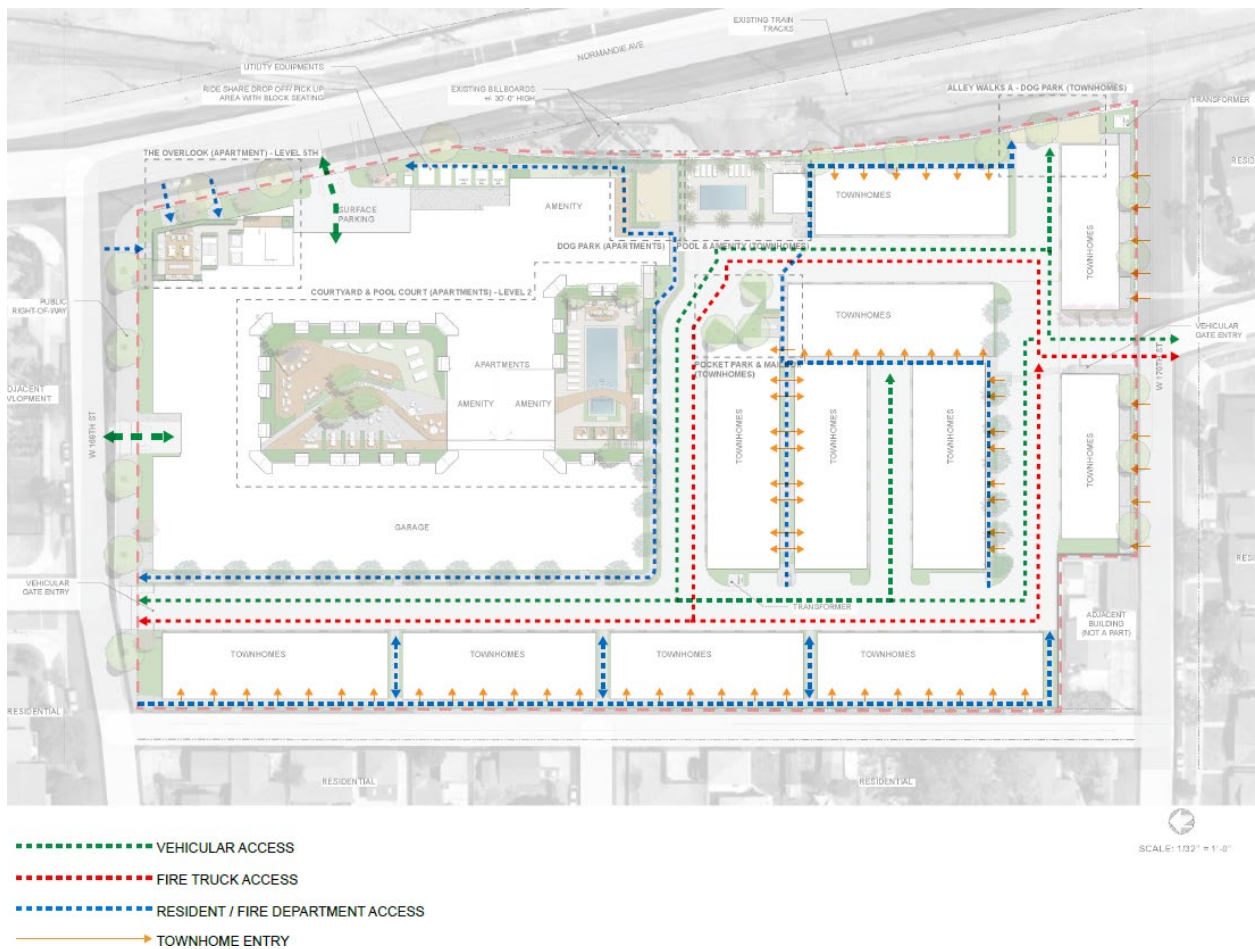 EXISTING TRAIN
TRACKS
NORMANDIE AVE
UTILITY EQUIPMENTS
RIDE SHARE DROP OFF/ PICK UP
AREA WITH BLOCK SEATING
EXISTING BILLBOARDS
+/- 30'-0" HIGH
ALLEY WALKS A - DOG PARK (TOWNHOMES)
TRANSFORMER
THE OVERLOOK (APARTMENT) - LEVEL 5TH
RESID
SURFACE
PARKING
AMENITY
TOWNHOMES
DOG PARK (APARTMENTS)
POOL & AMENITY (TOWNHOMES)
TOWNHOMES
COURTYARD & POOL COURT (APARTMENTS) - LEVEL 2
PUBLIC
RIGHT-OF-WAY
TOWNHOMES
VEHICULAR
GATE ENTRY
APARTMENTS
POCKET PARK & MAIL
(TOWNHOMES)
W 170TH ST
AMENITY
AMENITY
W 169TH ST
TOWNHOMES
TOWNHOMES
TOWNHOMES
TOWNHOMES
GARAGE
VEHICULAR
GATE ENTRY
TRANSFORMER
ADJACENT
BUILDING
(NOT A PART)
TOWNHOMES
TOWNHOMES
TOWNHOMES
TOWNHOMES
RESIDENTIAL
RESIDENTIAL
RESIDENTIAL
SCALE: 1/32" = 1'-0"
VEHICULAR ACCESS
FIRE TRUCK ACCESS
RESIDENT / FIRE DEPARTMENT ACCESS
TOWNHOME ENTRY